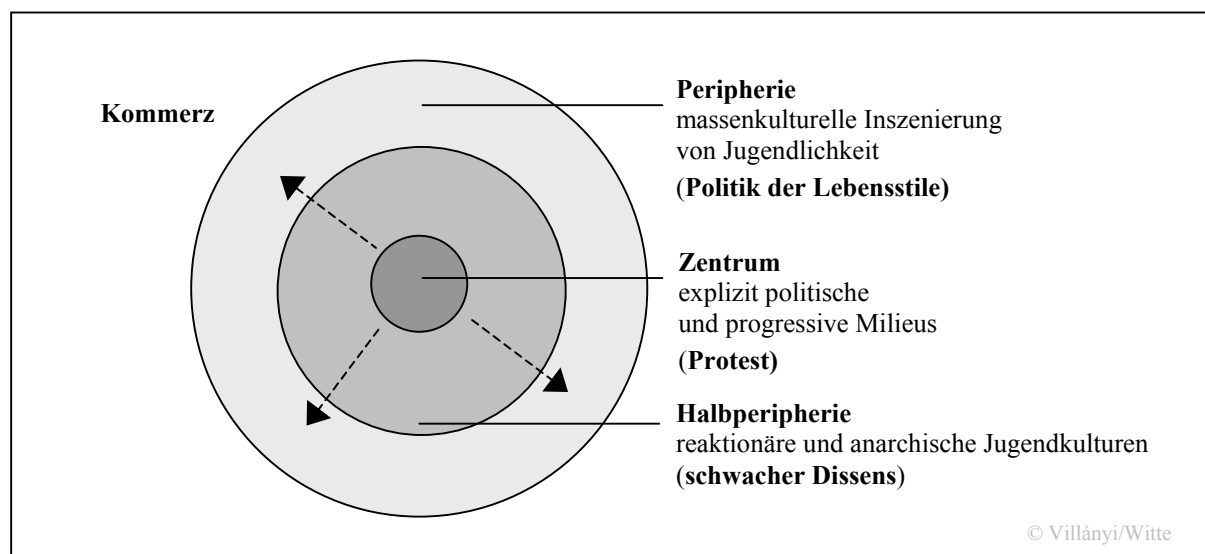 Kommerz
Peripherie
massenkulturelle Inszenierung
von Jugendlichkeit
(Politik der Lebensstile)
Zentrum
explizit politische
und progressive Milieus
(Protest)
Halbperipherie
reaktionäre und anarchische Jugendkulturen
(schwacher Dissens)
© Villányi/Witte